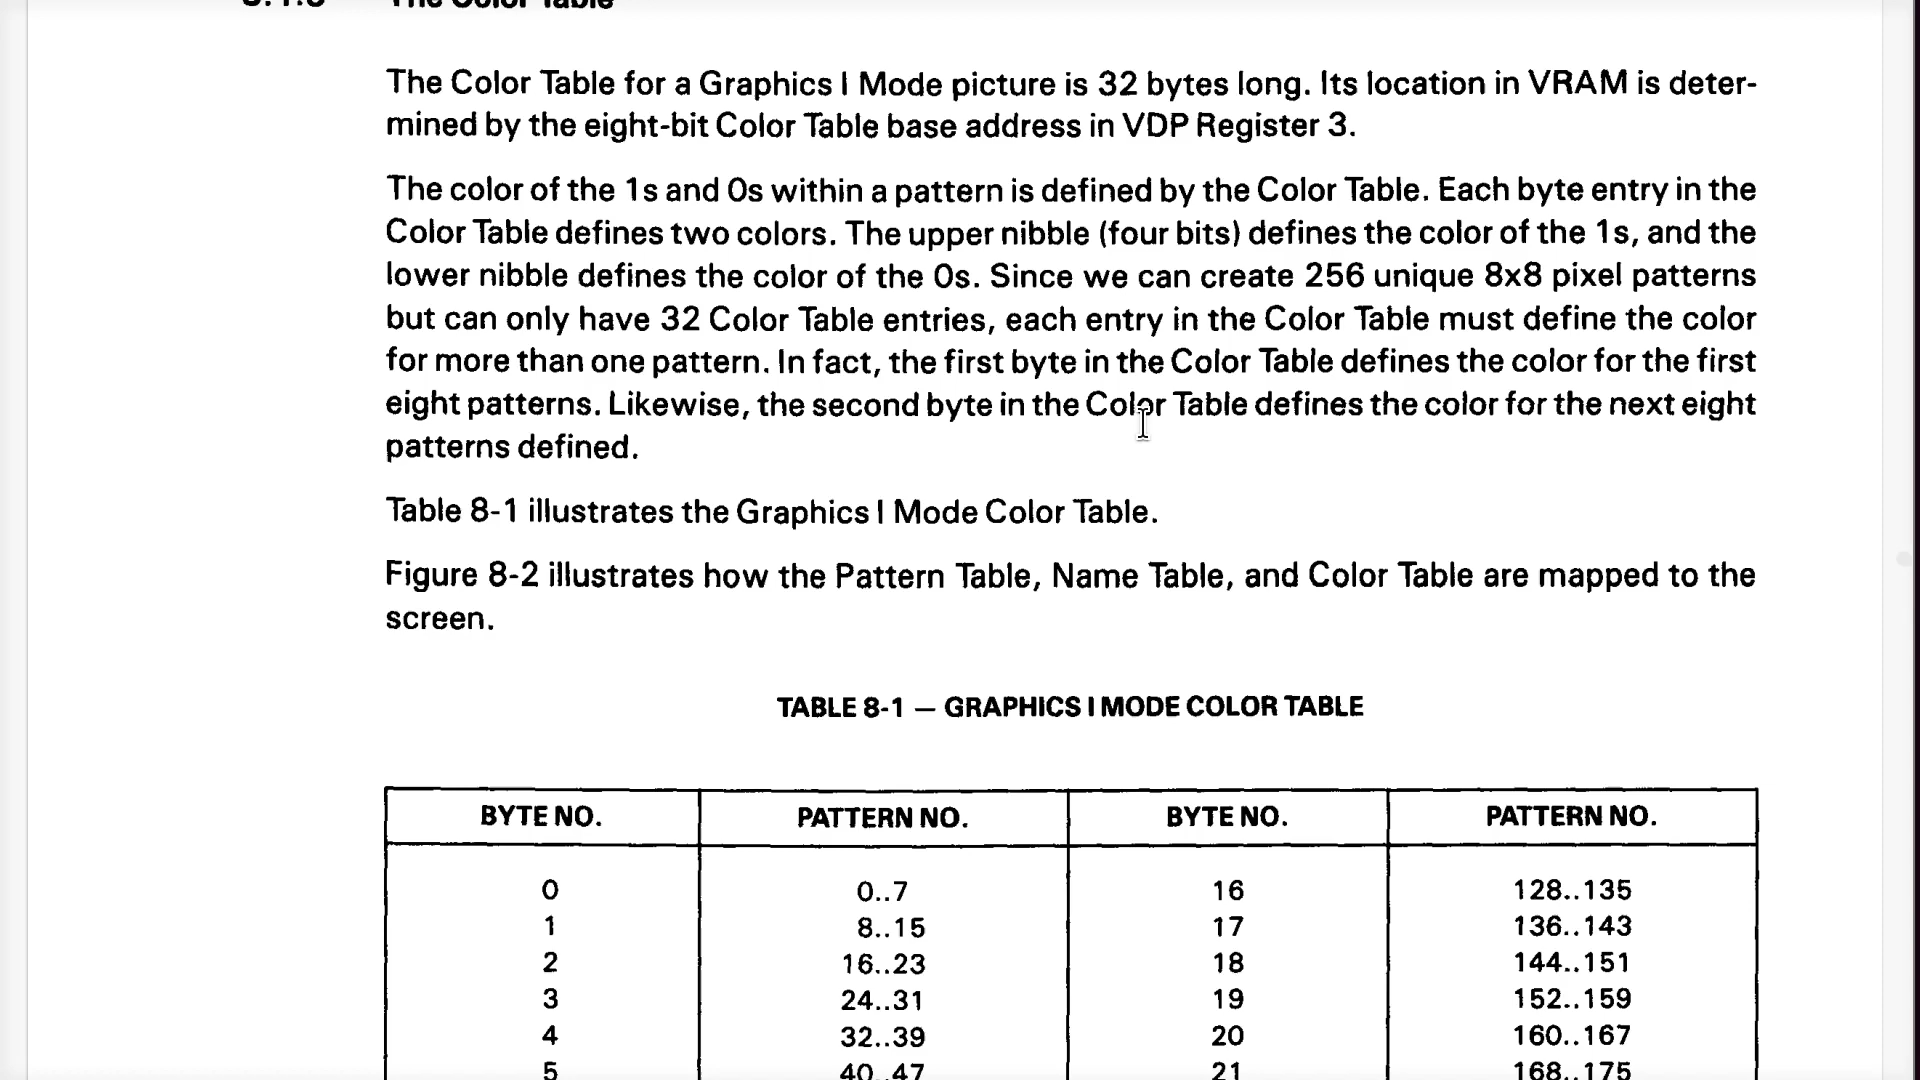 The Color Table
The Color Table for a Graphics I Mode picture is 32 bytes long. Its location in VRAM is deter-
mined by the eight-bit Color Table base address in VDP Register 3.
The color of the 1s and 0s within a pattern is defined by the Color Table. Each byte entry in the
Color Table defines two colors. The upper nibble (four bits) defines the color of the 1s, and the
lower nibble defines the color of the 0s. Since we can create 256 unique 8x8 pixel patterns
but can only have 32 Color Table entries, each entry in the Color Table must define the color
for more than one pattern. In fact, the first byte in the Color Table defines the color for the first
eight patterns. Likewise, the second byte in the Color Table defines the color for the next eight
patterns defined.
Table 8-1 illustrates the Graphics I Mode Color Table.
Figure 8-2 illustrates how the Pattern Table, Name Table, and Color Table are mapped to the
screen.
TABLE 8-1 — GRAPHICS I MODE COLOR TABLE
BYTE NO. PATTERN NO. BYTE NO. PATTERN NO.
0 0..7 16 128..135
1 8..15 17 136..143
2 16..23 18 144..151
3 24..31 19 152..159
4 32..39 20 160..167
5 40..47 21 168..175